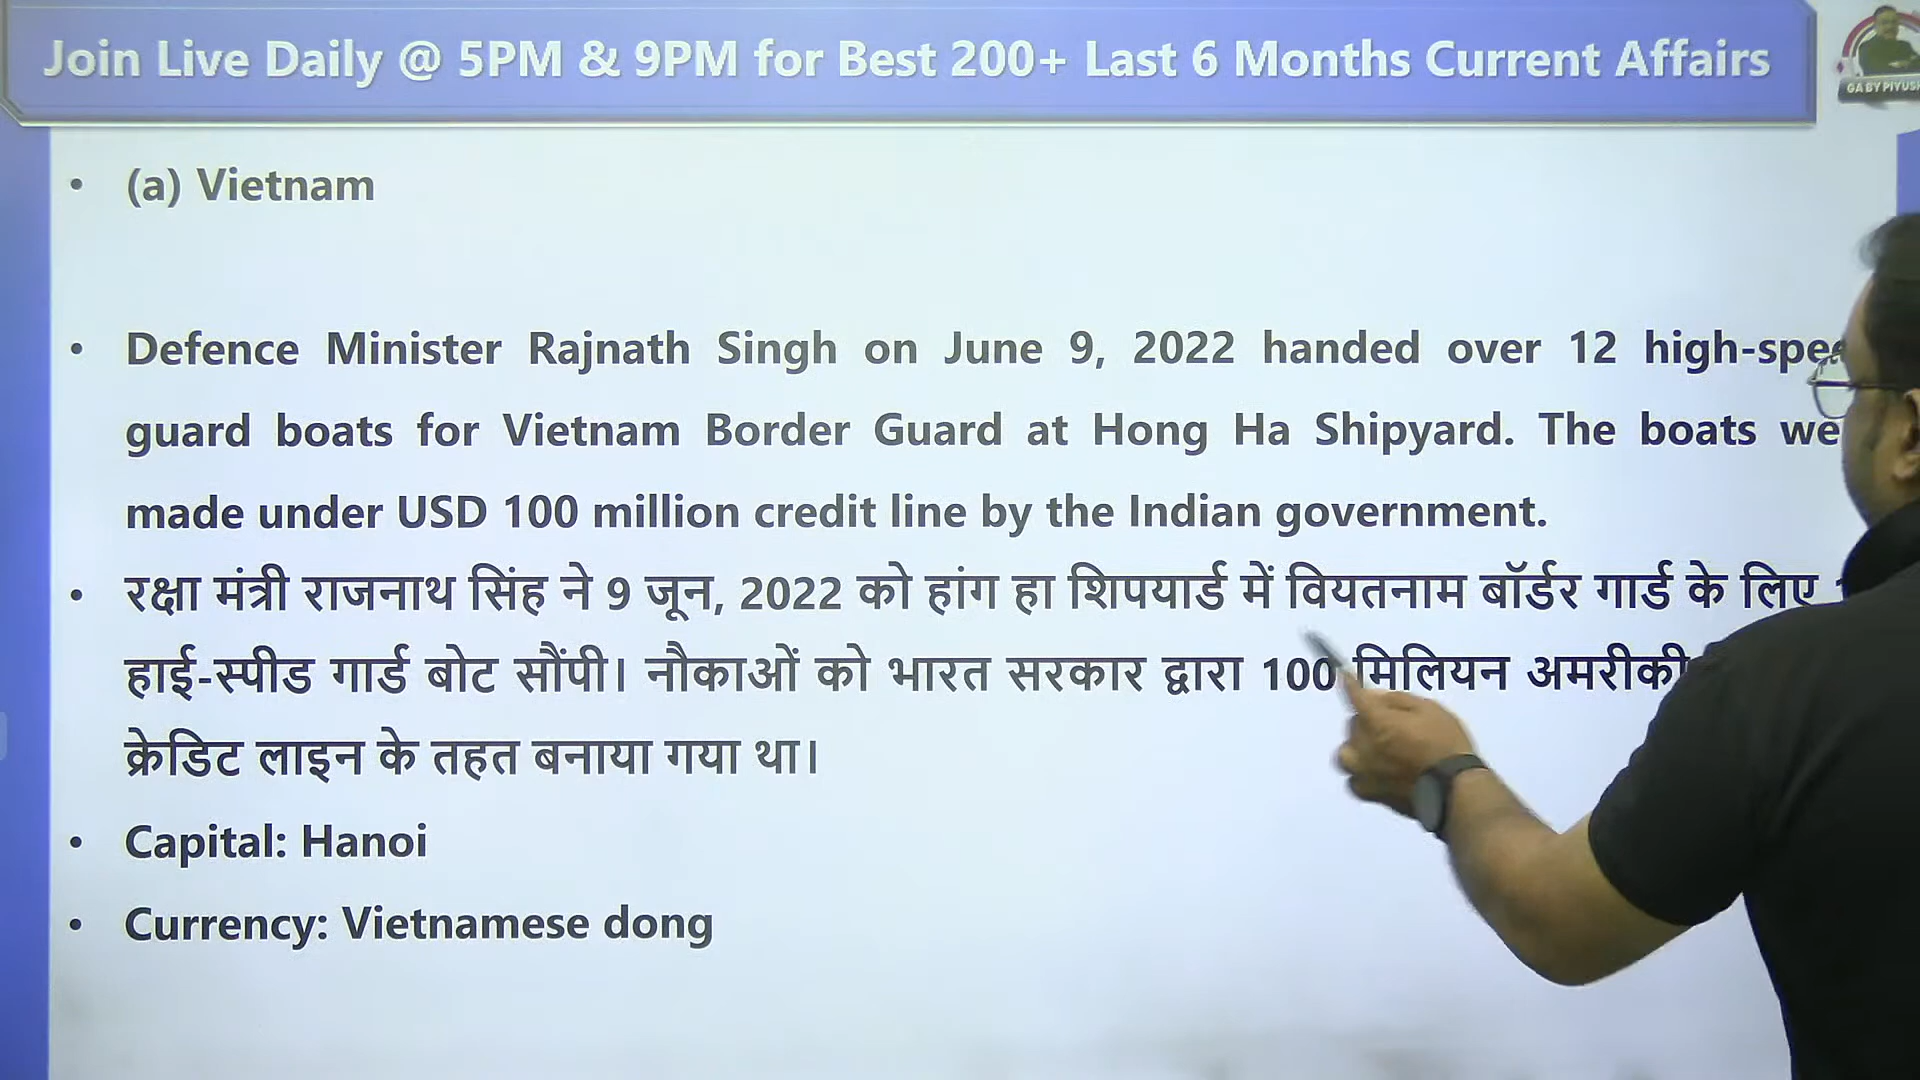 Join Live Daily @ 5PM & 9PM for Best 200+ Last 6 Months Current Affairs
GA BY PIYUSH
(a) Vietnam
Defence Minister Rajnath Singh on June 9, 2022 handed over 12
guard boats for Vietnam Border Guard at Hong Ha Shipyard. The boats
made under USD 100 million credit line by the Indian government.
रक्षा मंत्री राजनाथ सिंह ने 9 जून, 2022 को हांग हा शिपयार्ड में वियतनाम बॉर्डर गार्ड के लिए
हाई-स्पीड गार्ड बोट सौंपी। नौकाओं को भारत सरकार द्वारा 100 मिलियन अमरीकी
क्रेडिट लाइन के तहत बनाया गया था।
Capital: Hanoi
Currency: Vietnamese dong